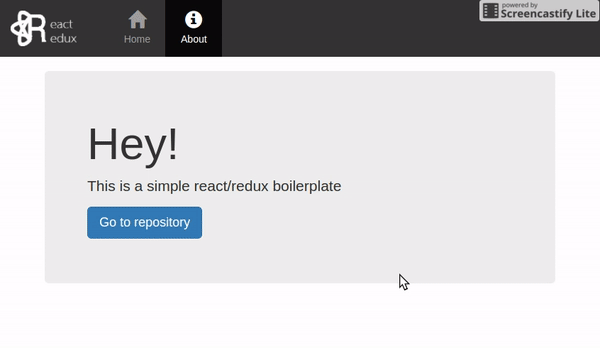 React
Redux
Home
About
powered by
Screencastify Lite
Hey!
This is a simple react/redux boilerplate
Go to repository